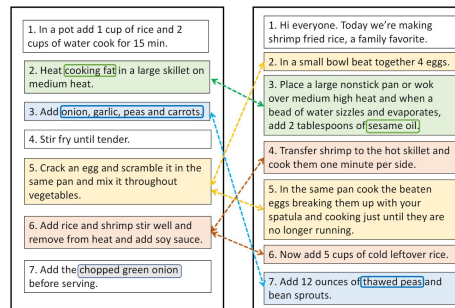 1. In a pot add 1 cup of rice and 2
cups of water cook for 15 min.
2. Heat cooking fat in a large skillet on
medium heat.
3. Add onion, garlic, peas and carrots.
4. Stir fry until tender.
5. Crack an egg and scramble it in the
same pan and mix it throughout
vegetables.
6. Add rice and shrimp stir well and
remove from heat and add soy sauce.
7. Add the chopped green onion
before serving.
1. Hi everyone. Today we're making
shrimp fried rice, a family favorite.
2. In a small bowl beat together 4 eggs.
3. Place a large nonstick pan or wok
over medium high heat and when a
bead of water sizzles and evaporates,
add 2 tablespoons of sesame oil.
4. Transfer shrimp to the hot skillet and
cook them one minute per side.
5. In the same pan cook the beaten
eggs breaking them up with your
spatula and cooking just until they are
no longer running.
6. Now add 5 cups of cold leftover rice.
7. Add 12 ounces of thawed peas and
bean sprouts.